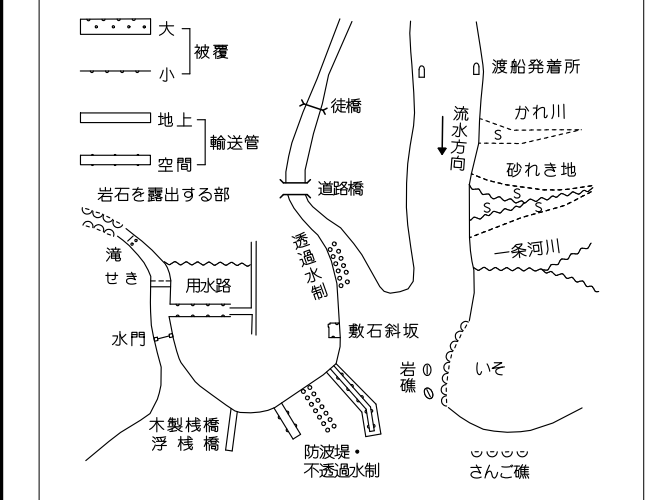 大
被覆
小
地上
輸送管
空間
岩石を露出する部
滝
せき
用水路
水門
木製桟橋
浮桟橋
徒橋
道路橋
透過水制
敷石斜坂
防波堤・
不透過水制
渡船発着所
流水方向
かれ川
S
砂れき地
S
S
S
一条河川
岩礁
いそ
さんご礁